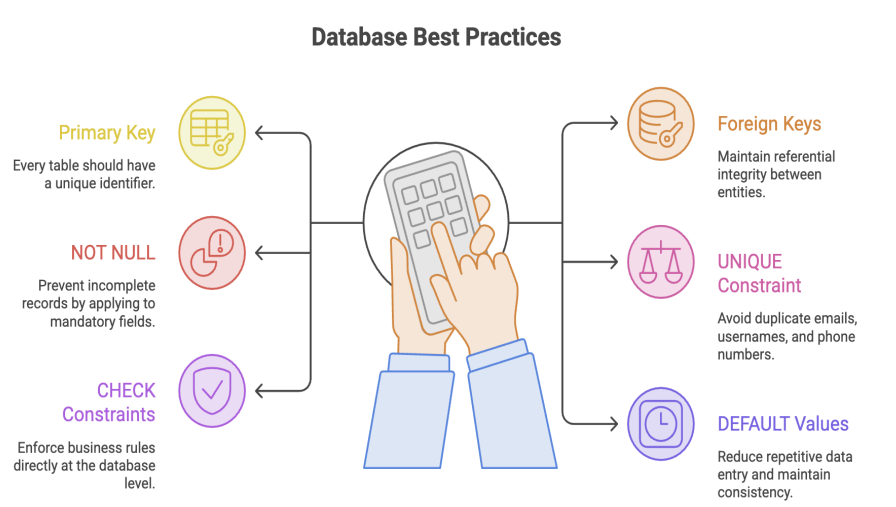 Database Best Practices
Primary Key
Every table should have
a unique identifier.
NOT NULL
Prevent incomplete
records by applying to
mandatory fields.
CHECK
Constraints
Enforce business rules
directly at the database
level.
Foreign Keys
Maintain referential
integrity between
entities.
UNIQUE
Constraint
Avoid duplicate emails,
usernames, and phone
numbers.
DEFAULT Values
Reduce repetitive data
entry and maintain
consistency.